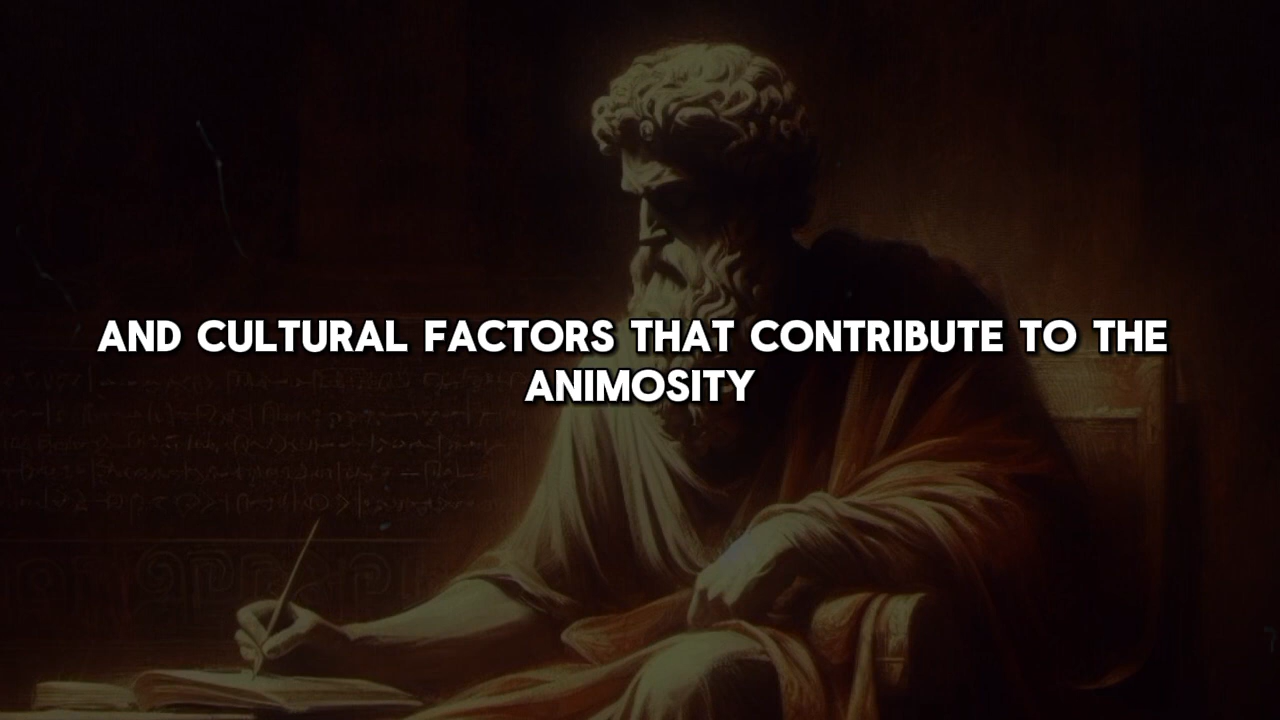 AND CULTURAL FACTORS THAT CONTRIBUTE TO THE
ANIMOSITY